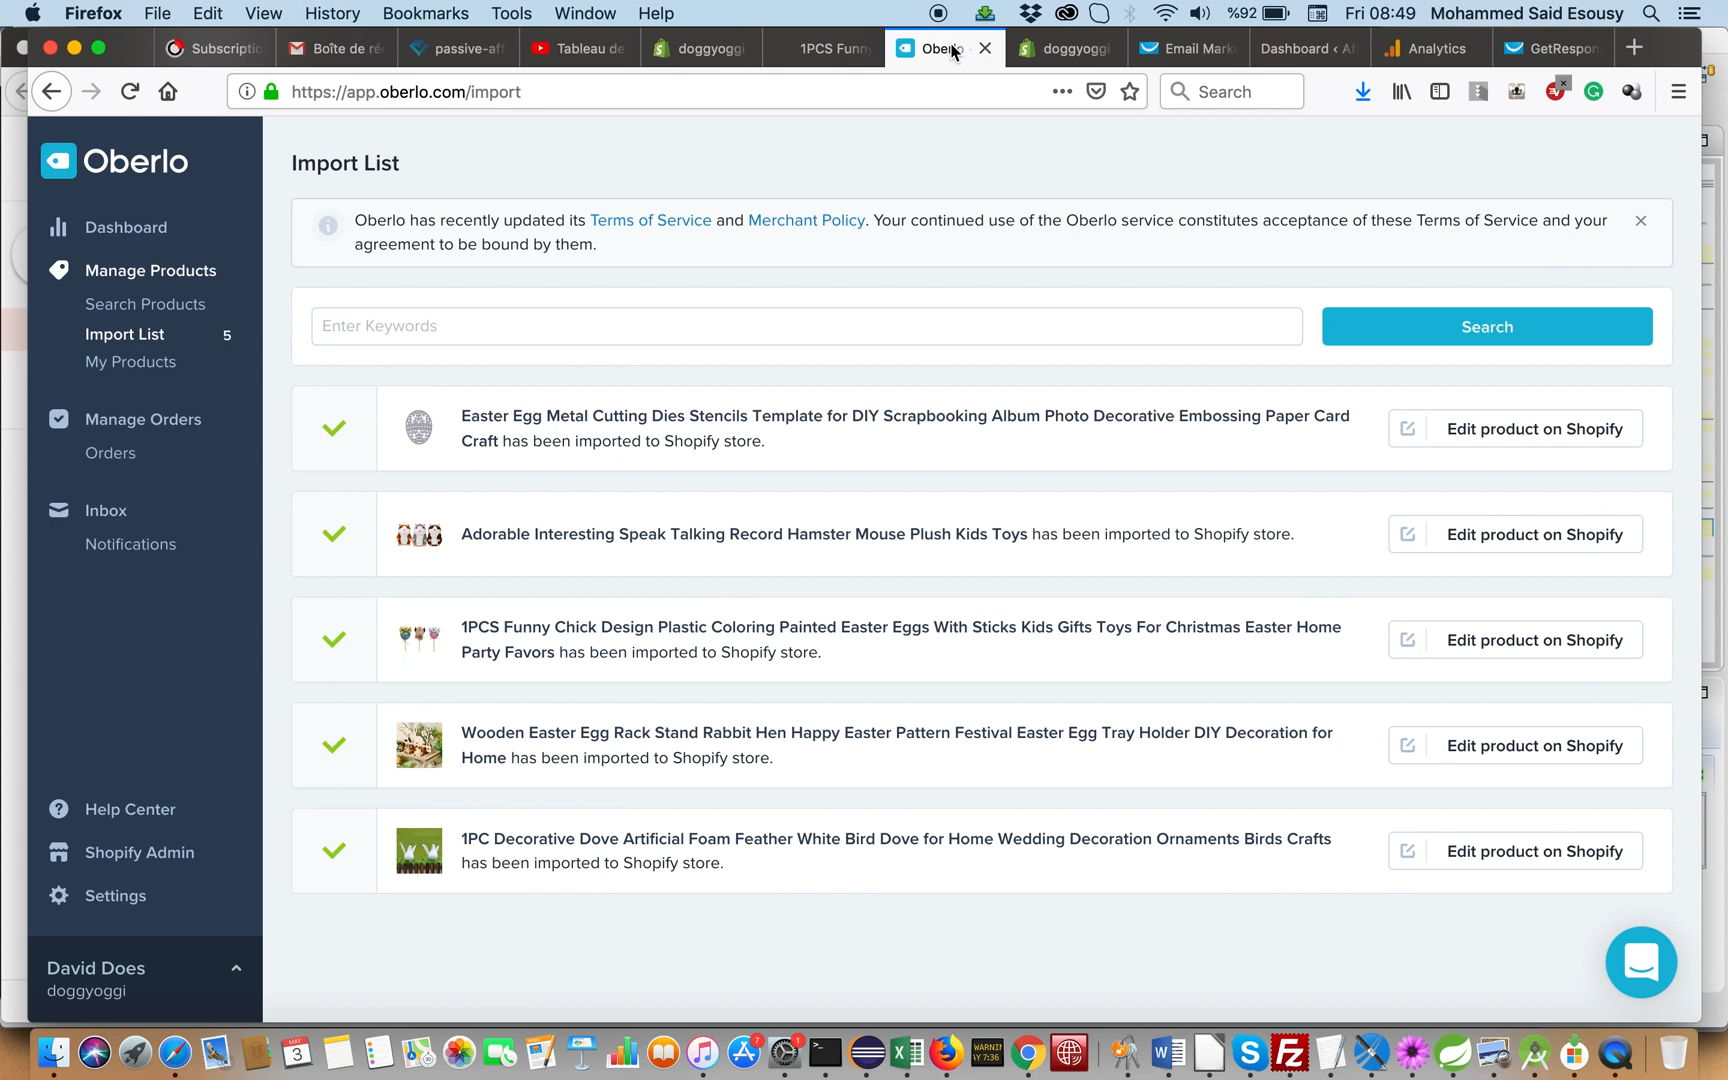 Firefox File Edit View History Bookmarks Tools Window Help %92 Fri 08:49 Mohammed Said Esousy
Subscriptio Boîte de ré passive-aff Tableau de doggyoggi 1PCS Funn Oberlo doggyoggi Email Mark Dashboard ‹ Af Analytics GetRespon
https://app.oberlo.com/import Search
Oberlo
Dashboard
Manage Products
Search Products
Import List 5
My Products
Manage Orders
Orders
Inbox
Notifications
Help Center
Shopify Admin
Settings
David Does
doggyoggi
Import List
Oberlo has recently updated its Terms of Service and Merchant Policy. Your continued use of the Oberlo service constitutes acceptance of these Terms of Service and your
agreement to be bound by them.
Enter Keywords Search
Easter Egg Metal Cutting Dies Stencils Template for DIY Scrapbooking Album Photo Decorative Embossing Paper Card
Craft has been imported to Shopify store.
Edit product on Shopify
Adorable Interesting Speak Talking Record Hamster Mouse Plush Kids Toys has been imported to Shopify store.
Edit product on Shopify
1PCS Funny Chick Design Plastic Coloring Painted Easter Eggs With Sticks Kids Gifts Toys For Christmas Easter Home
Party Favors has been imported to Shopify store.
Edit product on Shopify
Wooden Easter Egg Rack Stand Rabbit Hen Happy Easter Pattern Festival Easter Egg Tray Holder DIY Decoration for
Home has been imported to Shopify store.
Edit product on Shopify
1PC Decorative Dove Artificial Foam Feather White Bird Dove for Home Wedding Decoration Ornaments Birds Crafts
has been imported to Shopify store.
Edit product on Shopify
MAY
3
7
1
WARNIN
AY 7:36
Fz